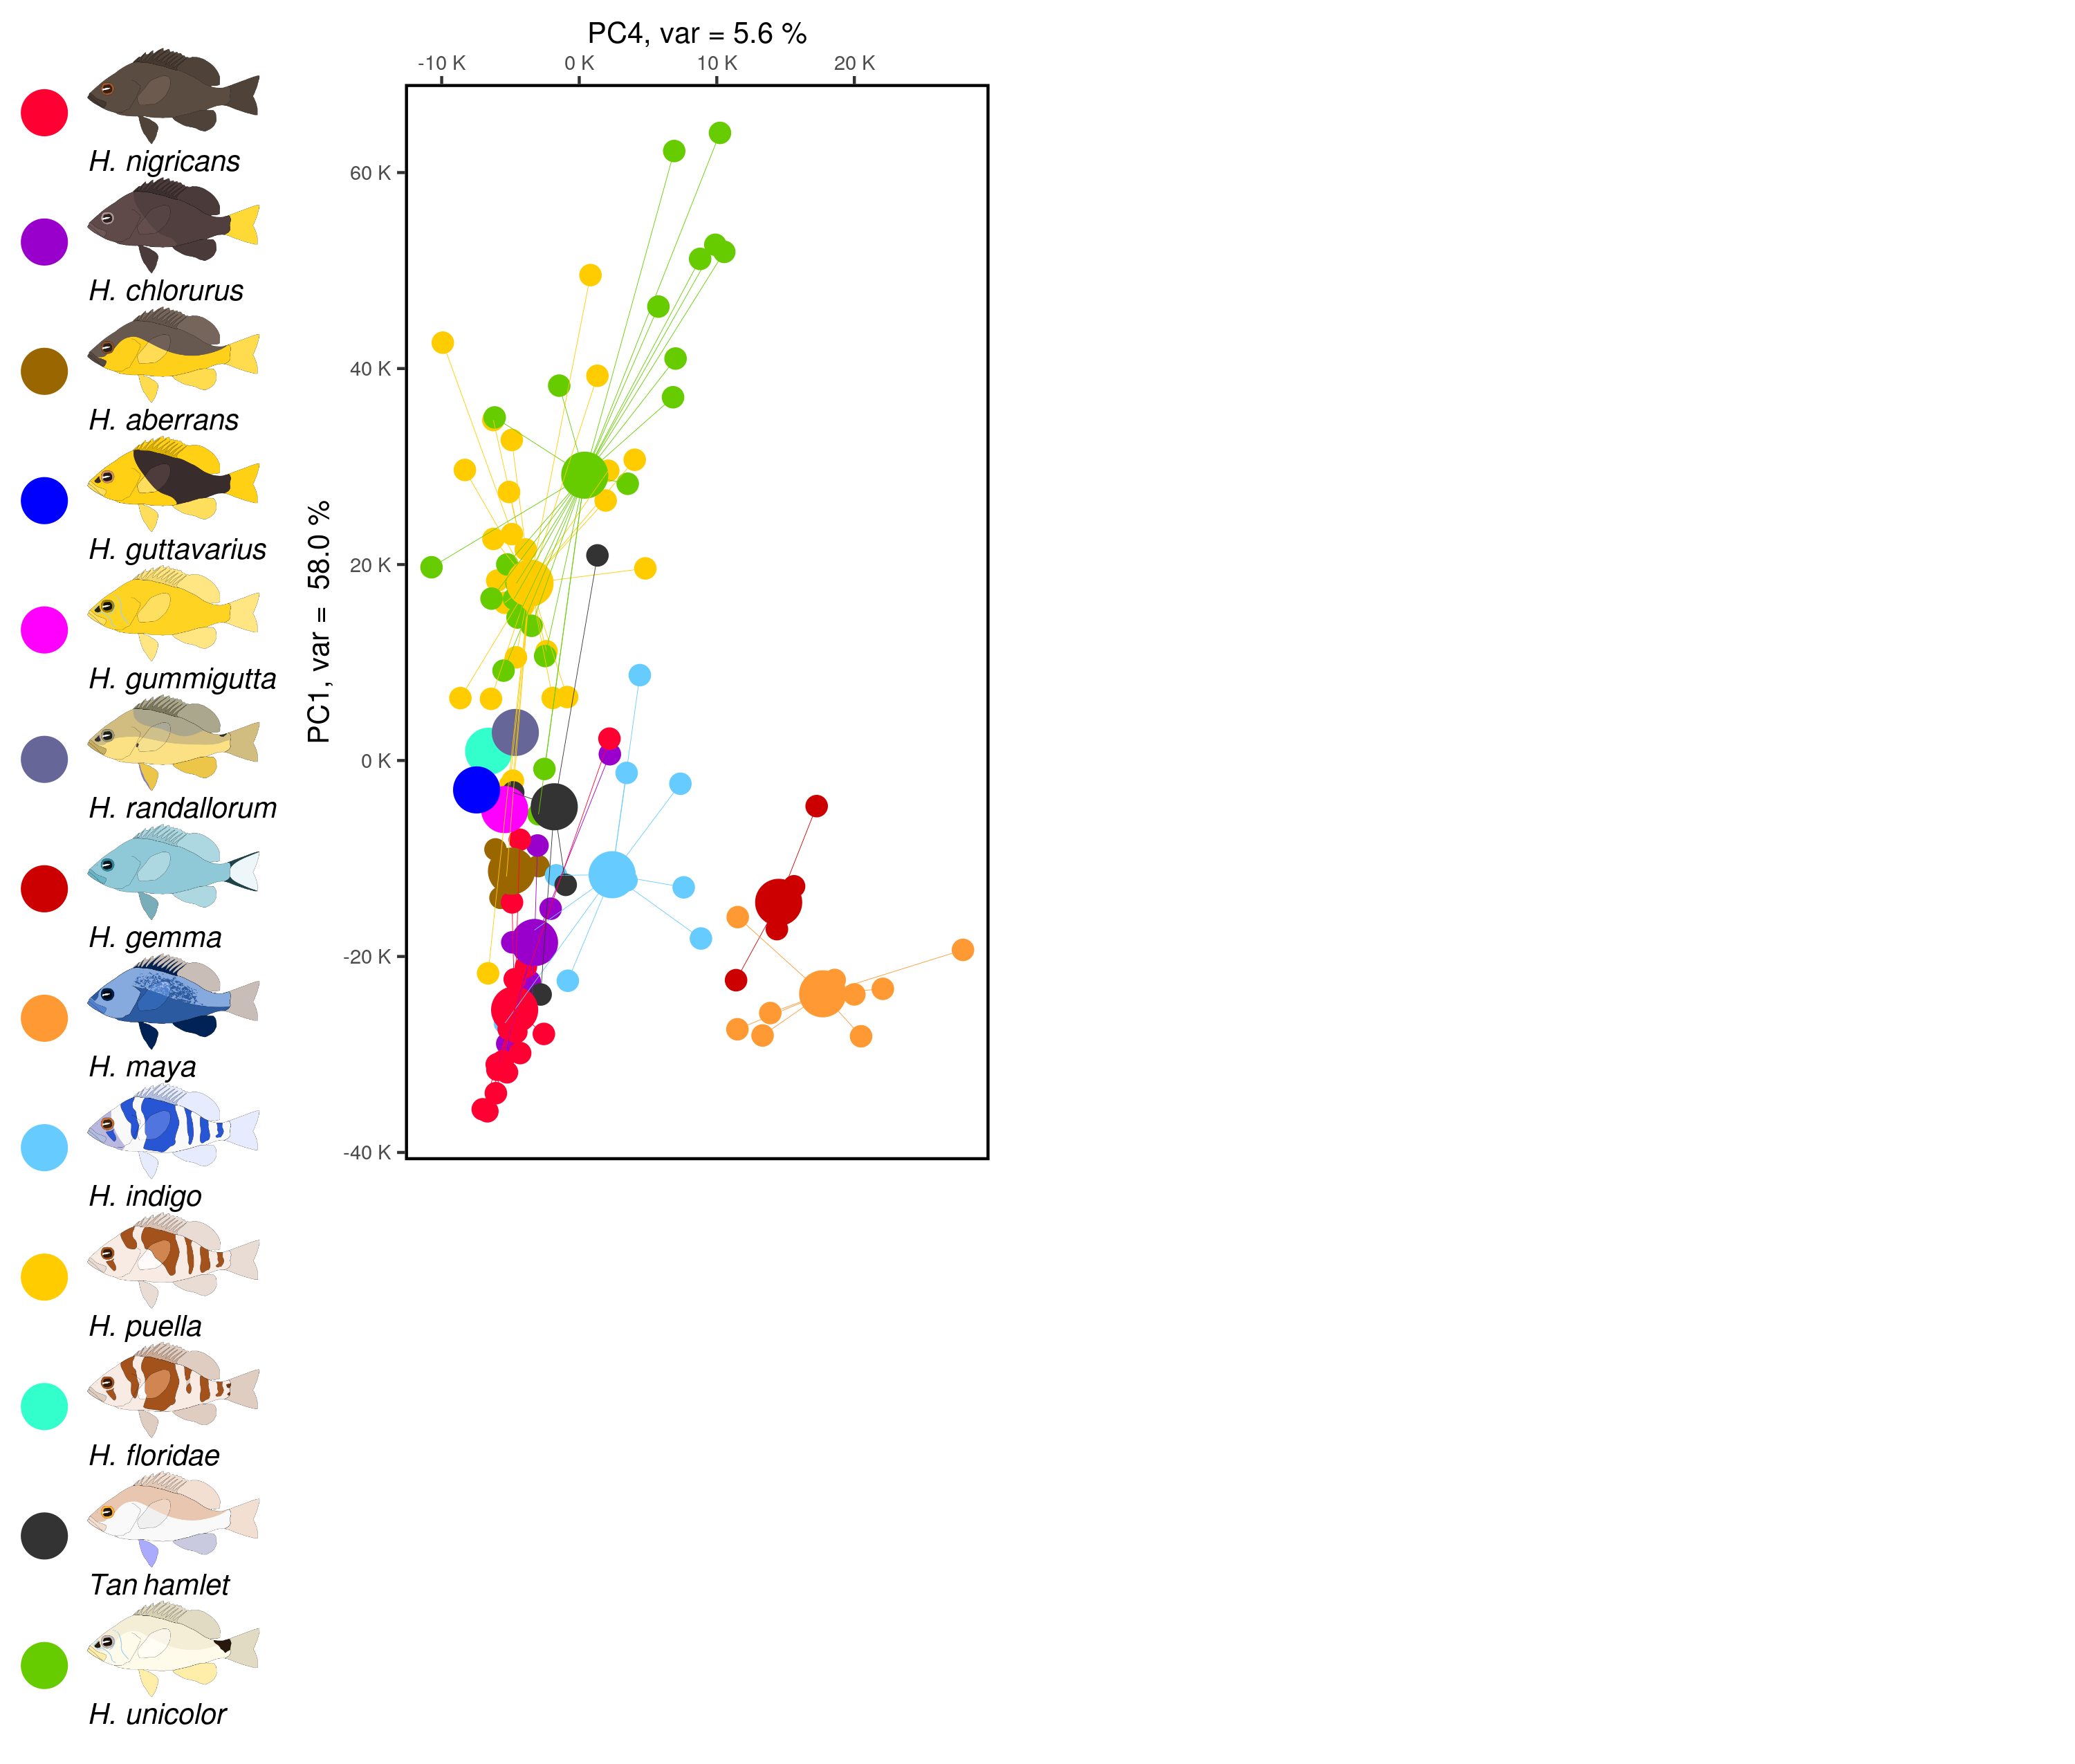 PC4, var = 5.6 %
-10 K 0 K 10 K 20 K
60 K
40 K
20 K
0 K
-20 K
-40 K
PC1, var = 58.0 %
H. nigricans
H. chlorurus
H. aberrans
H. guttavarius
H. gummigutta
H. randallorum
H. gemma
H. maya
H. indigo
H. puella
H. floridae
Tan hamlet
H. unicolor